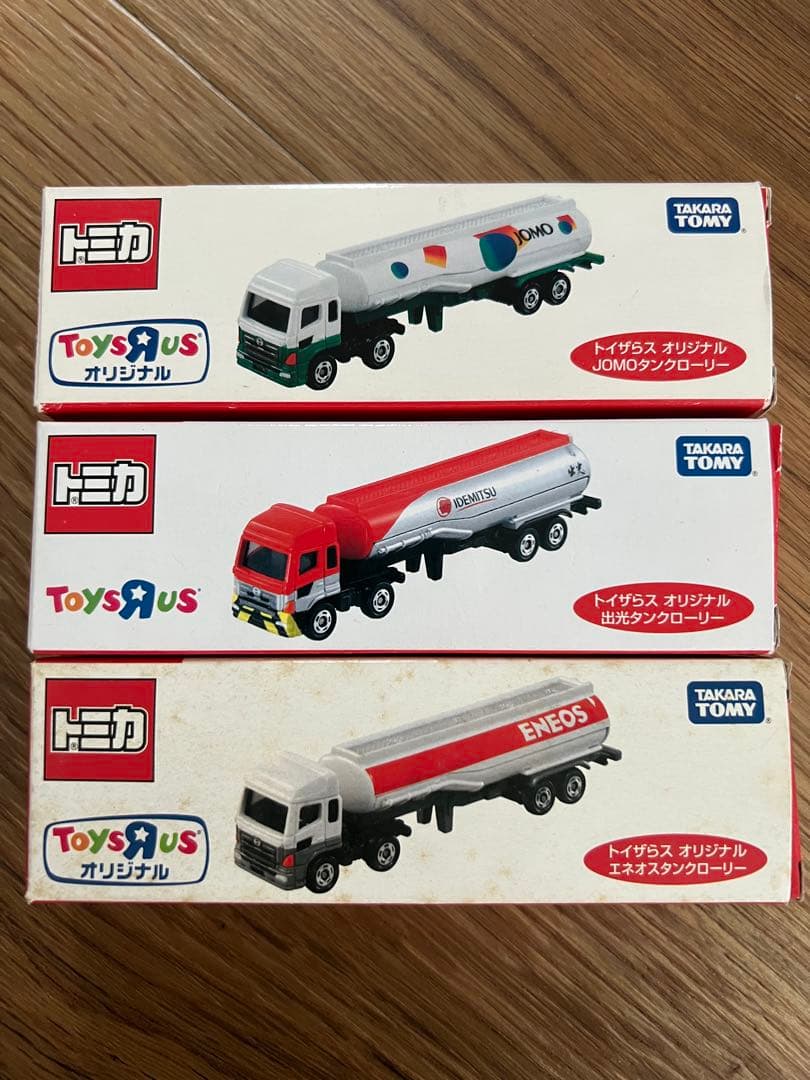 トミカ
TAKARA
TOMY
JOMO
ToysЯus
オリジナル
トイザらス オリジナル
JOMOタンクローリー
トミカ
TAKARA
TOMY
IDEMITSU
出光
ToysЯus
トイザらス オリジナル
出光タンクローリー
トミカ
TAKARA
TOMY
ENEOS
ToysЯus
オリジナル
トイザらス オリジナル
エネオスタンクローリー